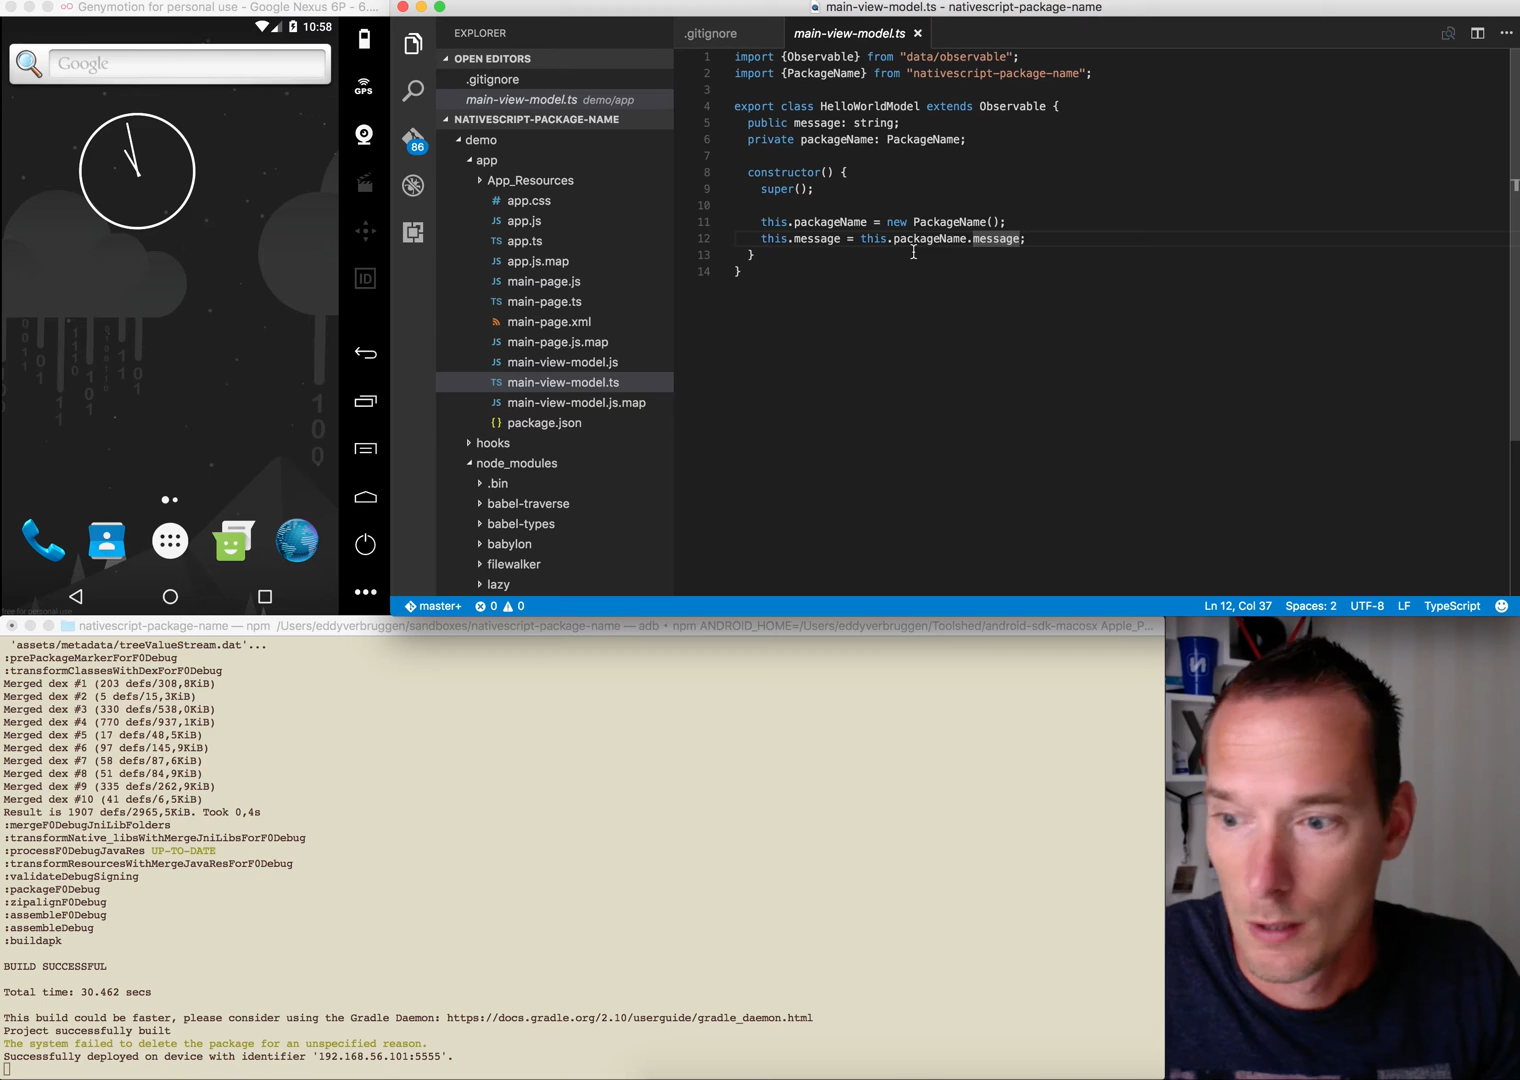 Genymotion for personal use - Google Nexus 6P - 6....
10:58
Google
GPS
ID
free for personal use
main-view-model.ts - nativescript-package-name
EXPLORER
OPEN EDITORS
.gitignore
main-view-model.ts demo/app
NATIVESCRIPT-PACKAGE-NAME
demo
app
App_Resources
# app.css
JS app.js
TS app.ts
JS app.js.map
JS main-page.js
TS main-page.ts
main-page.xml
JS main-page.js.map
JS main-view-model.js
TS main-view-model.ts
JS main-view-model.js.map
{} package.json
hooks
node_modules
.bin
babel-traverse
babel-types
babylon
filewalker
lazy
86
.gitignore
main-view-model.ts
1 import {Observable} from "data/observable";
2 import {PackageName} from "nativescript-package-name";
3
4 export class HelloWorldModel extends Observable {
5 public message: string;
6 private packageName: PackageName;
7
8 constructor() {
9 super();
10
11 this.packageName = new PackageName();
12 this.message = this.packageName.message;
13 }
14 }
master+ 0 0
Ln 12, Col 37 Spaces: 2 UTF-8 LF TypeScript
nativescript-package-name — npm /Users/eddyverbruggen/sandboxes/nativescript-package-name — adb • npm ANDROID_HOME=/Users/eddyverbruggen/Toolshed/android-sdk-macosx Apple_P...
'assets/metadata/treeValueStream.dat'...
:prePackageMarkerForF0Debug
:transformClassesWithDexForF0Debug
Merged dex #1 (203 defs/308,8KiB)
Merged dex #2 (5 defs/15,3KiB)
Merged dex #3 (330 defs/538,0KiB)
Merged dex #4 (770 defs/937,1KiB)
Merged dex #5 (17 defs/48,5KiB)
Merged dex #6 (97 defs/145,9KiB)
Merged dex #7 (58 defs/87,6KiB)
Merged dex #8 (51 defs/84,9KiB)
Merged dex #9 (335 defs/262,9KiB)
Merged dex #10 (41 defs/6,5KiB)
Result is 1907 defs/2965,5KiB. Took 0,4s
:mergeF0DebugJniLibFolders
:transformNative_libsWithMergeJniLibsForF0Debug
:processF0DebugJavaRes UP-TO-DATE
:transformResourcesWithMergeJavaResForF0Debug
:validateDebugSigning
:packageF0Debug
:zipalignF0Debug
:assembleF0Debug
:assembleDebug
:buildapk
BUILD SUCCESSFUL
Total time: 30.462 secs
This build could be faster, please consider using the Gradle Daemon: https://docs.gradle.org/2.10/userguide/gradle_daemon.html
Project successfully built
The system failed to delete the package for an unspecified reason.
Successfully deployed on device with identifier '192.168.56.101:5555'.